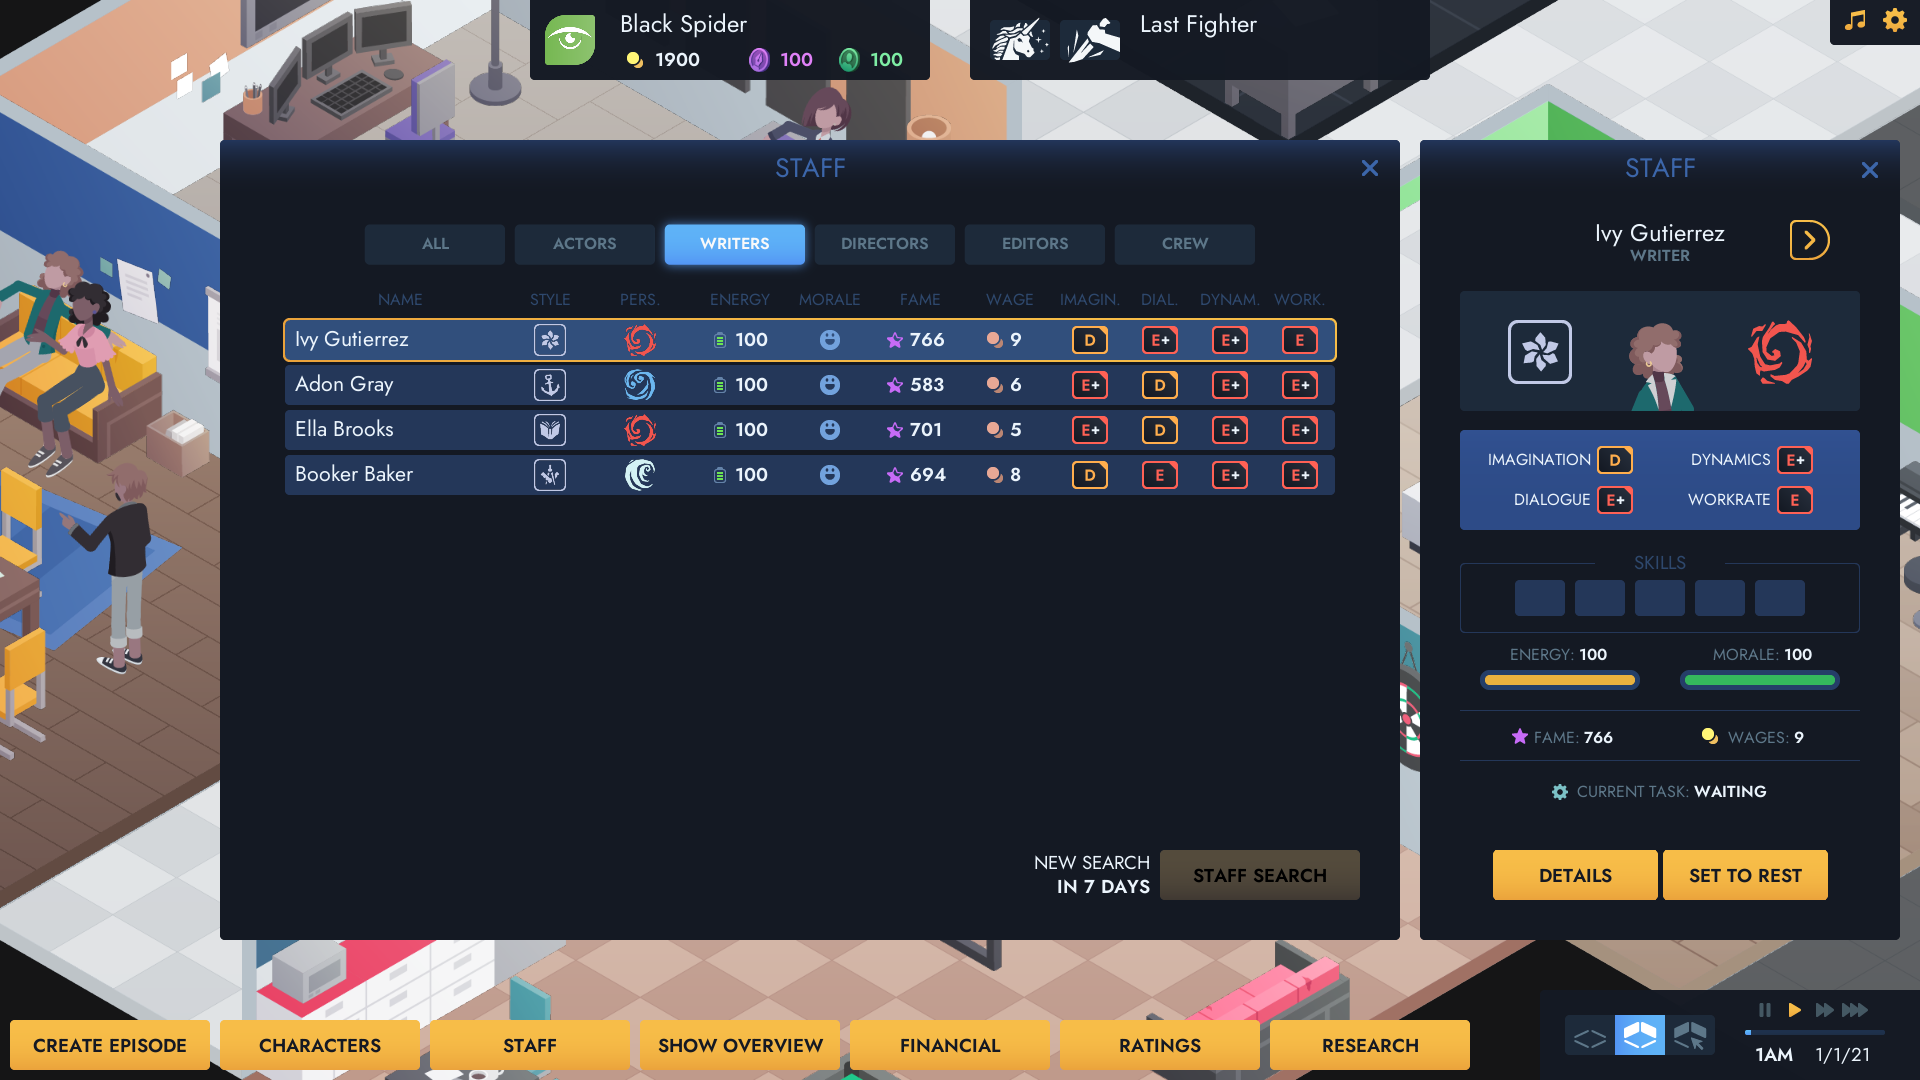 Black Spider
1900 100 100
Last Fighter
STAFF
ALL ACTORS WRITERS DIRECTORS EDITORS CREW
NAME STYLE PERS. ENERGY MORALE FAME WAGE IMAGIN. DIAL. DYNAM. WORK.
Ivy Gutierrez 100 766 9 D E+ E+ E
Adon Gray 100 583 6 E+ D E+ E+
Ella Brooks 100 701 5 E+ D E+ E+
Booker Baker 100 694 8 D E E+ E+
NEW SEARCH
IN 7 DAYS
STAFF SEARCH
STAFF
Ivy Gutierrez
WRITER
IMAGINATION D DYNAMICS E+
DIALOGUE E+ WORKRATE E
SKILLS
ENERGY: 100 MORALE: 100
FAME: 766 WAGES: 9
CURRENT TASK: WAITING
DETAILS SET TO REST
CREATE EPISODE CHARACTERS STAFF SHOW OVERVIEW FINANCIAL RATINGS RESEARCH
1AM 1/1/21